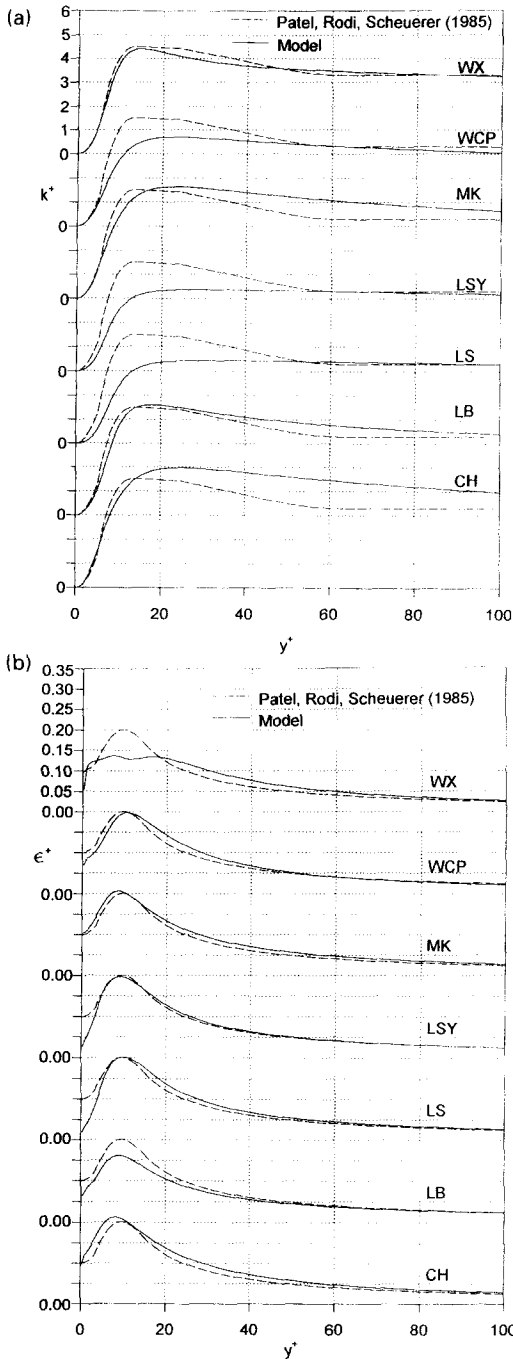 (a)
Patel, Rodi, Scheuerer (1985)
Model
6
5
4
3
2
1
0
0
0
0
0
0
0
k+
WX
WCP
MK
LSY
LS
LB
CH
0
20
40
60
80
100
y+
(b)
Patel, Rodi, Scheuerer (1985)
Model
0.35
0.30
0.25
0.20
0.15
0.10
0.05
0.00
0.00
0.00
0.00
0.00
0.00
0.00
ϵ+
WX
WCP
MK
LSY
LS
LB
CH
0
20
40
60
80
100
y+